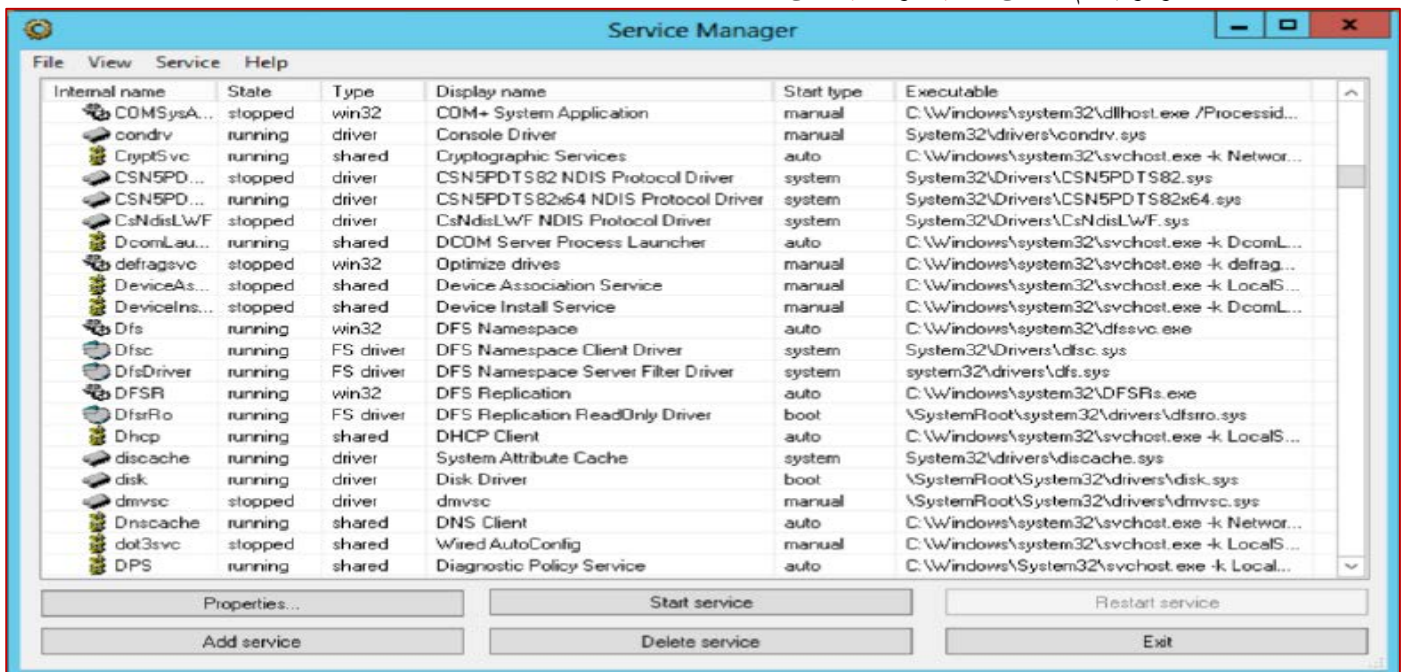 Service Manager
File View Service Help
Internal name State Type Display name Start type Executable
COMSysA... stopped win32 COM+ System Application manual C:\Windows\system32\dllhost.exe /Processid...
condrv running driver Console Driver manual System32\drivers\condrv.sys
CryptSvc running shared Cryptographic Services auto C:\Windows\system32\svchost.exe -k Networ...
CSN5PD... stopped driver CSN5PDTS82 NDIS Protocol Driver system System32\Drivers\CSN5PDTS82.sys
CSN5PD... stopped driver CSN5PDTS82x64 NDIS Protocol Driver system System32\Drivers\CSN5PDTS82x64.sys
CsNdisLWF stopped driver CsNdisLWF NDIS Protocol Driver system System32\Drivers\CsNdisLWF.sys
DcomLau... running shared DCOM Server Process Launcher auto C:\Windows\system32\svchost.exe -k DcomL...
defragsvc stopped win32 Optimize drives manual C:\Windows\system32\svchost.exe -k defrag...
DeviceAs... stopped shared Device Association Service manual C:\Windows\system32\svchost.exe -k LocalS...
DeviceIns... stopped shared Device Install Service manual C:\Windows\system32\svchost.exe -k DcomL...
Dfs running win32 DFS Namespace auto C:\Windows\system32\dfssvc.exe
Dfsc running FS driver DFS Namespace Client Driver system System32\Drivers\dfsc.sys
DfsDriver running FS driver DFS Namespace Server Filter Driver system system32\drivers\dfs.sys
DFSR running win32 DFS Replication auto C:\Windows\system32\DFSRs.exe
DfsrRo running FS driver DFS Replication ReadOnly Driver boot \SystemRoot\system32\drivers\dfsrro.sys
Dhcp running shared DHCP Client auto C:\Windows\system32\svchost.exe -k LocalS...
discache running driver System Attribute Cache system System32\drivers\discache.sys
disk running driver Disk Driver boot \SystemRoot\System32\drivers\disk.sys
dmvsc stopped driver dmvsc manual \SystemRoot\System32\drivers\dmvsc.sys
Dnscache running shared DNS Client auto C:\Windows\system32\svchost.exe -k Networ...
dot3svc stopped shared Wired AutoConfig manual C:\Windows\system32\svchost.exe -k LocalS...
DPS running shared Diagnostic Policy Service auto C:\Windows\System32\svchost.exe -k Local...
Properties... Start service Restart service
Add service Delete service Exit